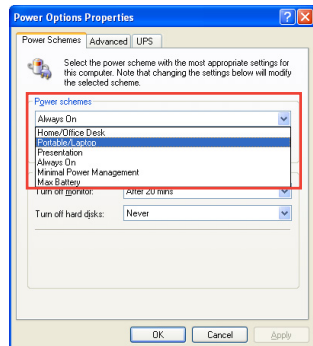 Power Options Properties
Power Schemes Advanced UPS
Select the power scheme with the most appropriate settings for
this computer. Note that changing the settings below will modify
the selected scheme.
Power schemes
Always On
Home/Office Desk
Portable/Laptop
Presentation
Always On
Minimal Power Management
Max Battery
Turn off monitor: After 20 mins
Turn off hard disks: Never
OK Cancel Apply